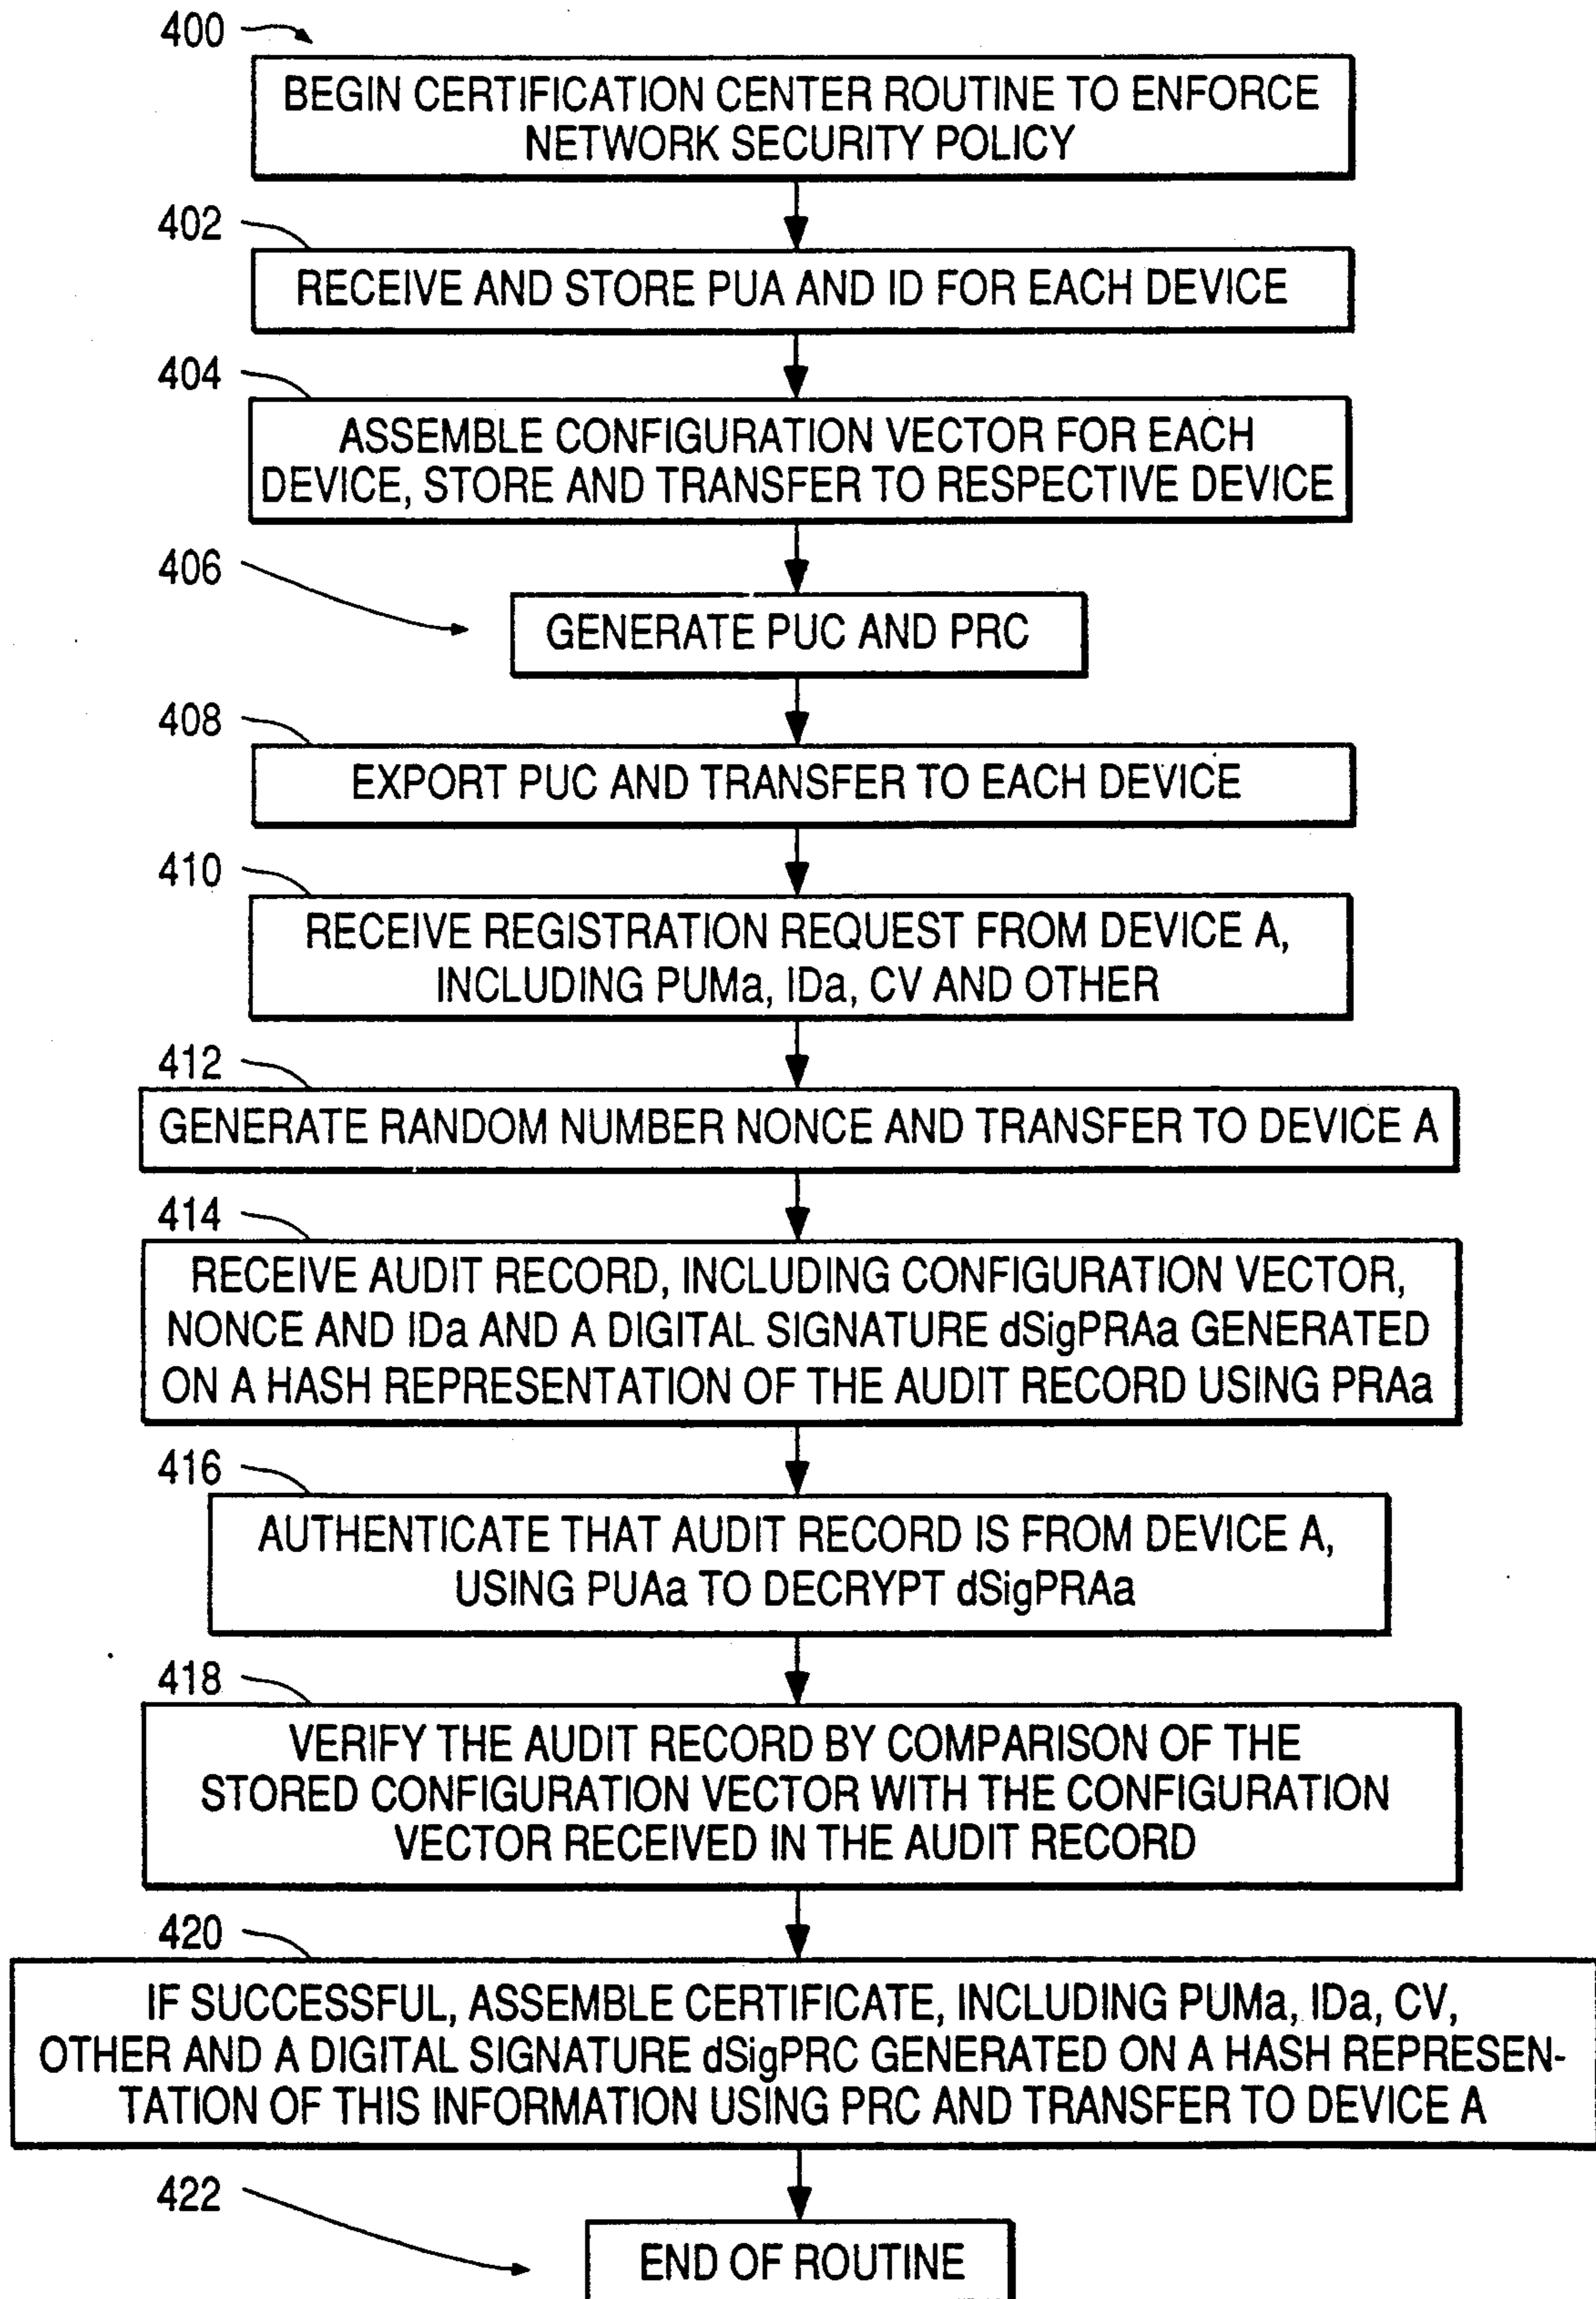 400
BEGIN CERTIFICATION CENTER ROUTINE TO ENFORCE
NETWORK SECURITY POLICY
402
RECEIVE AND STORE PUA AND ID FOR EACH DEVICE
404
ASSEMBLE CONFIGURATION VECTOR FOR EACH
DEVICE, STORE AND TRANSFER TO RESPECTIVE DEVICE
406
GENERATE PUC AND PRC
408
EXPORT PUC AND TRANSFER TO EACH DEVICE
410
RECEIVE REGISTRATION REQUEST FROM DEVICE A,
INCLUDING PUMa, IDa, CV AND OTHER
412
GENERATE RANDOM NUMBER NONCE AND TRANSFER TO DEVICE A
414
RECEIVE AUDIT RECORD, INCLUDING CONFIGURATION VECTOR,
NONCE AND IDa AND A DIGITAL SIGNATURE dSigPRAa GENERATED
ON A HASH REPRESENTATION OF THE AUDIT RECORD USING PRAa
416
AUTHENTICATE THAT AUDIT RECORD IS FROM DEVICE A,
USING PUAa TO DECRYPT dSigPRAa
418
VERIFY THE AUDIT RECORD BY COMPARISON OF THE
STORED CONFIGURATION VECTOR WITH THE CONFIGURATION
VECTOR RECEIVED IN THE AUDIT RECORD
420
IF SUCCESSFUL, ASSEMBLE CERTIFICATE, INCLUDING PUMa, IDa, CV,
OTHER AND A DIGITAL SIGNATURE dSigPRC GENERATED ON A HASH REPRESEN-
TATION OF THIS INFORMATION USING PRC AND TRANSFER TO DEVICE A
422
END OF ROUTINE